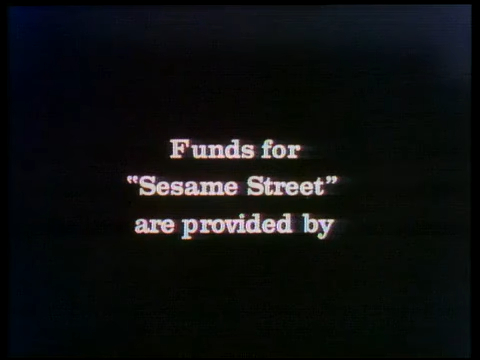 Funds for
“Sesame Street”
are provided by